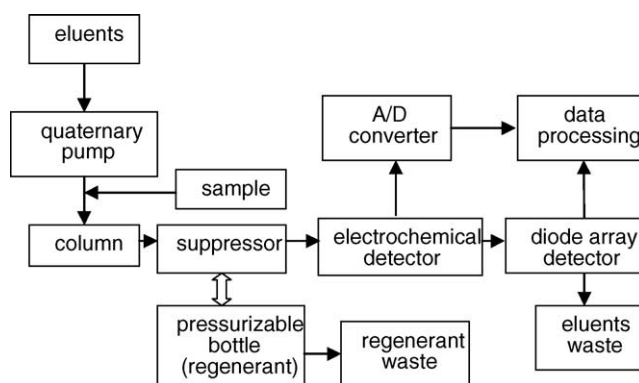 eluents
quaternary
pump
sample
column
suppressor
pressurizable
bottle
(regenerant)
regenerant
waste
electrochemical
detector
A/D
converter
data
processing
diode array
detector
eluents
waste